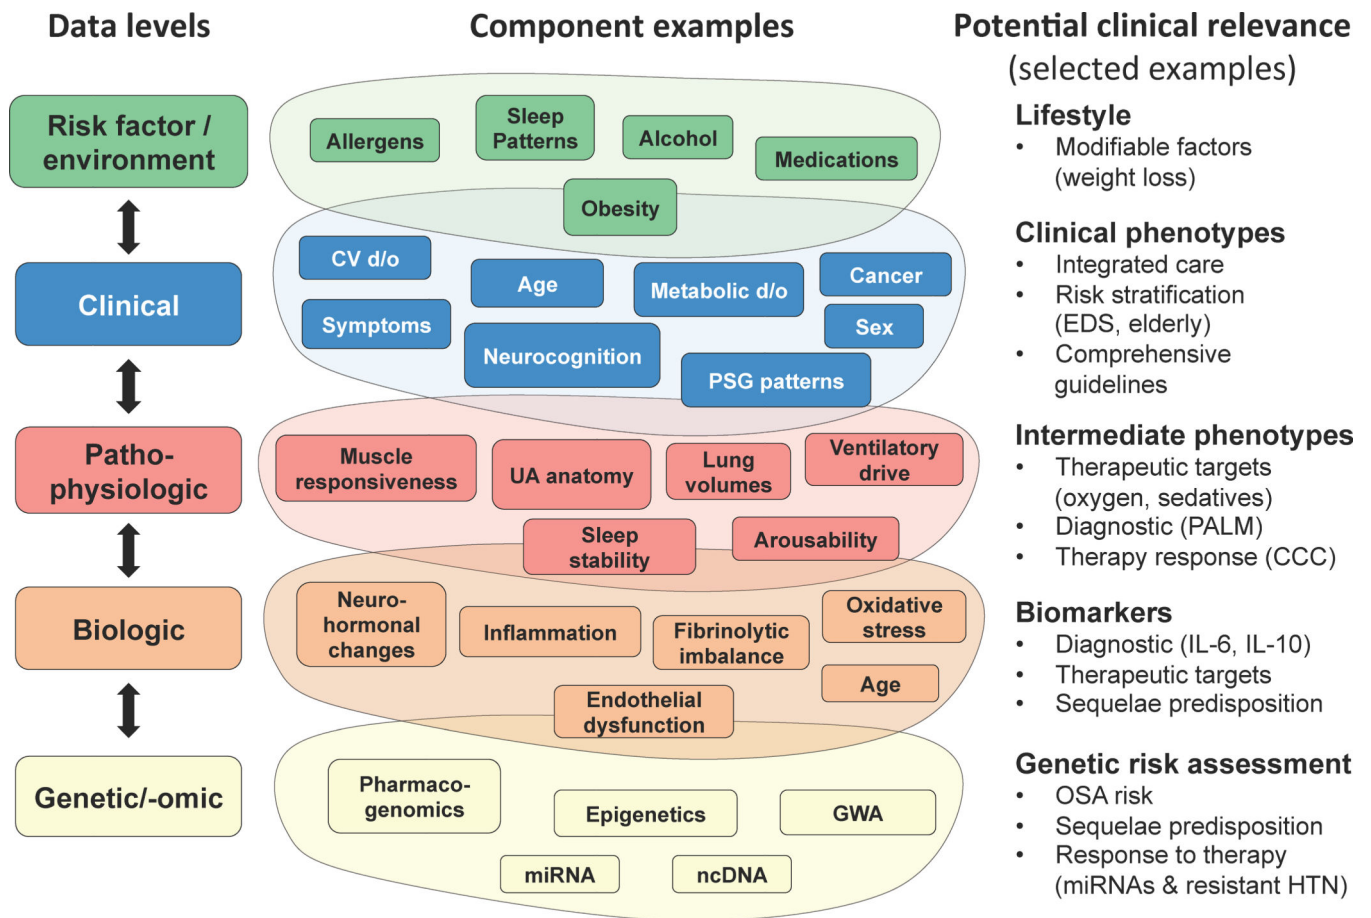 Data levels
Component examples
Potential clinical relevance
(selected examples)
Risk factor /
environment
Clinical
Patho-
physiologic
Biologic
Genetic/-omic
Allergens
Sleep
Patterns
Alcohol
Medications
Obesity
CV d/o
Age
Metabolic d/o
Cancer
Symptoms
Neurocognition
Sex
PSG patterns
Muscle
responsiveness
UA anatomy
Lung
volumes
Ventilatory
drive
Sleep
stability
Arousability
Neuro-
hormonal
changes
Inflammation
Fibrinolytic
imbalance
Oxidative
stress
Age
Endothelial
dysfunction
Pharmaco-
genomics
Epigenetics
GWA
miRNA
ncDNA
Lifestyle
• Modifiable factors
(weight loss)
Clinical phenotypes
• Integrated care
• Risk stratification
(EDS, elderly)
• Comprehensive
guidelines
Intermediate phenotypes
• Therapeutic targets
(oxygen, sedatives)
• Diagnostic (PALM)
• Therapy response (CCC)
Biomarkers
• Diagnostic (IL-6, IL-10)
• Therapeutic targets
• Sequelae predisposition
Genetic risk assessment
• OSA risk
• Sequelae predisposition
• Response to therapy
(miRNAs & resistant HTN)